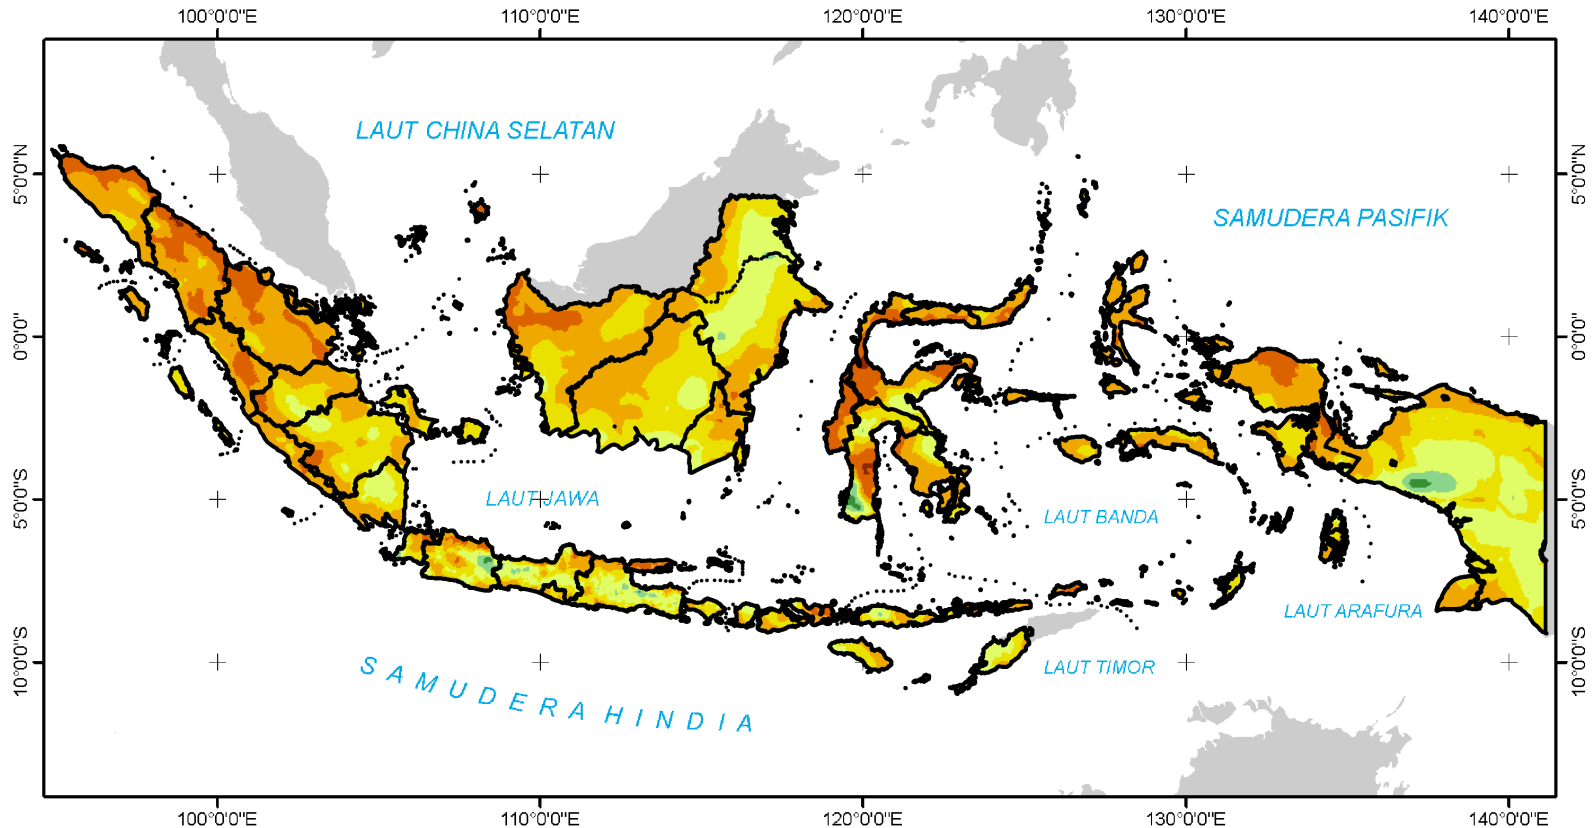 100°0'0"E 110°0'0"E 120°0'0"E 130°0'0"E 140°0'0"E
LAUT CHINA SELATAN
5°0'0"N 5°0'0"N
SAMUDERA PASIFIK
0°0'0" 0°0'0"
5°0'0"S 5°0'0"S
LAUT JAWA
LAUT BANDA
LAUT ARAFURA
10°0'0"S 10°0'0"S
LAUT TIMOR
SAMUDERA HINDIA
100°0'0"E 110°0'0"E 120°0'0"E 130°0'0"E 140°0'0"E